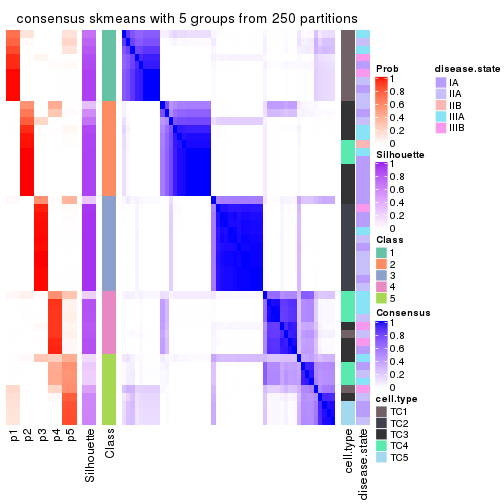 consensus skmeans with 5 groups from 250 partitions
p1
p2
p3
p4
p5
Silhouette
Class
cell.type
disease.state
Prob
1
0.8
0.6
0.4
0.2
0
Silhouette
1
0.8
0.6
0.4
0.2
0
Class
1
2
3
4
5
Consensus
1
0.8
0.6
0.4
0.2
0
cell.type
TC1
TC2
TC3
TC4
TC5
disease.state
IA
IIA
IIB
IIIA
IIIB